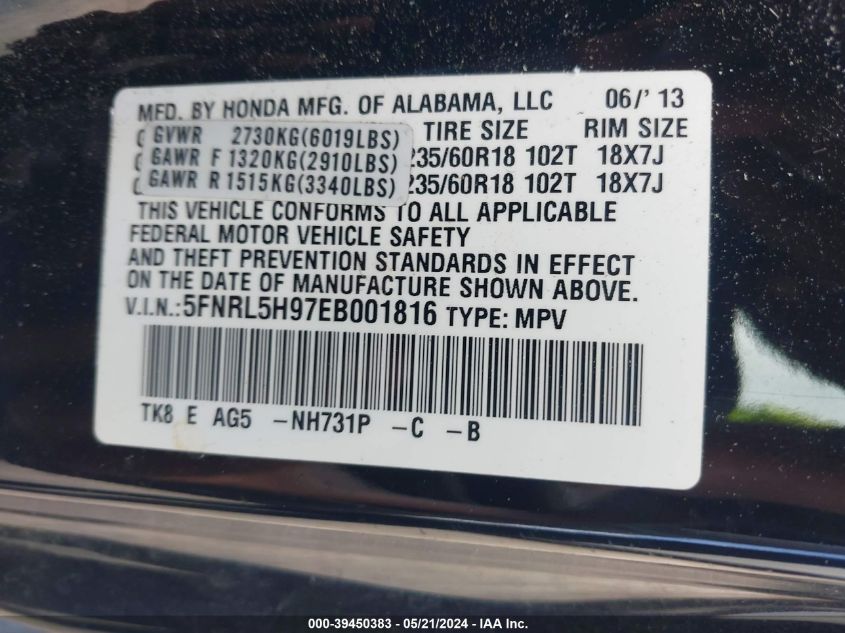 MFD. BY HONDA MFG. OF ALABAMA, LLC 06/' 13
GVWR 2730KG(6019LBS) TIRE SIZE RIM SIZE
GAWR F 1320KG(2910LBS) 235/60R18 102T 18X7J
GAWR R 1515KG(3340LBS) 235/60R18 102T 18X7J
THIS VEHICLE CONFORMS TO ALL APPLICABLE
FEDERAL MOTOR VEHICLE SAFETY
AND THEFT PREVENTION STANDARDS IN EFFECT
ON THE DATE OF MANUFACTURE SHOWN ABOVE.
V.I.N.:5FNRL5H97EB001816 TYPE: MPV
TK8 E AG5 -NH731P -C -B
000-39450383 - 05/21/2024 - IAA Inc.